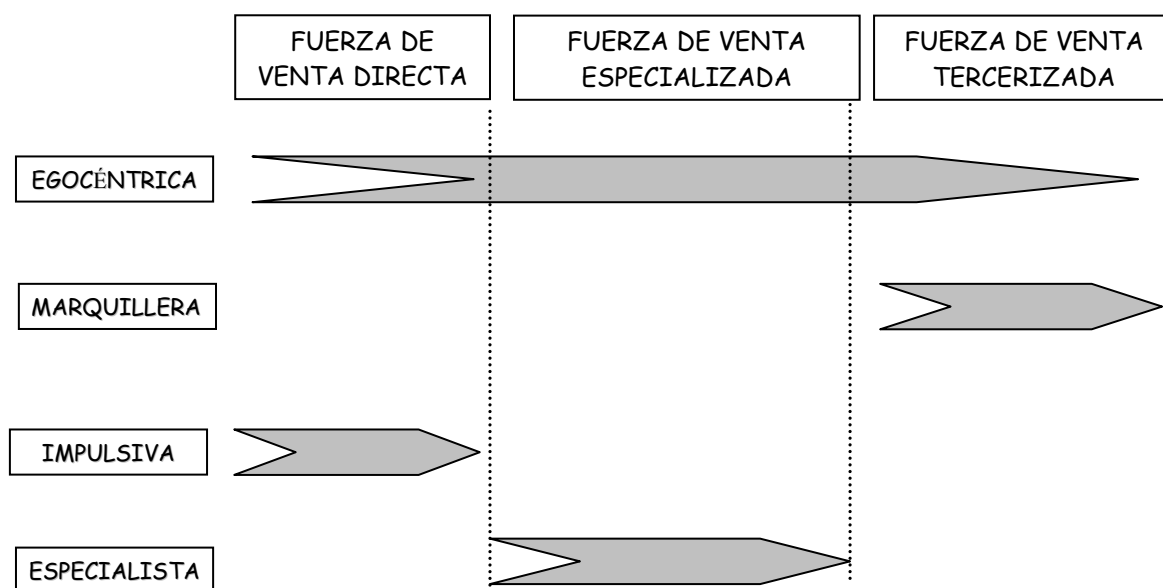 FUERZA DE
VENTA DIRECTA
FUERZA DE VENTA
ESPECIALIZADA
FUERZA DE VENTA
TERCERIZADA
EGOCÉNTRICA
MARQUILLERA
IMPULSIVA
ESPECIALISTA